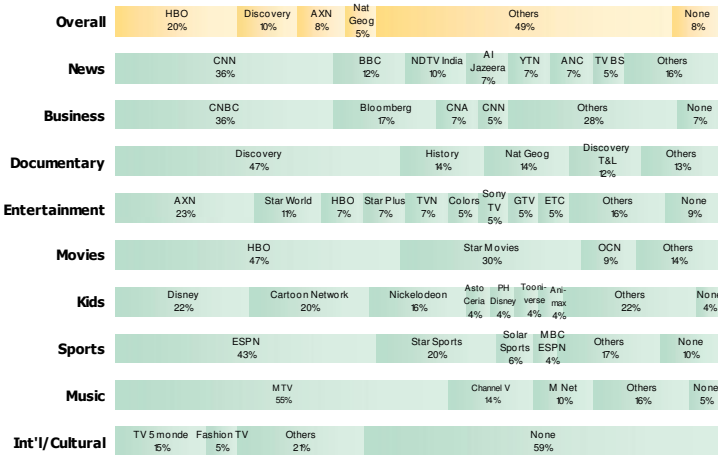 Overall
HBO
20%
Discovery
10%
AXN
8%
Nat
Geog
5%
Others
49%
None
8%
News
CNN
36%
BBC
12%
NDTV India
10%
Al
Jazeera
7%
YTN
7%
ANC
7%
TVBS
5%
Others
16%
Business
CNBC
36%
Bloomberg
17%
CNA
7%
CNN
5%
Others
28%
None
7%
Documentary
Discovery
47%
History
14%
Nat Geog
14%
Discovery
T&L
12%
Others
13%
Entertainment
AXN
23%
Star World
11%
HBO
7%
Star Plus
7%
TVN
7%
Colors
5%
Sony
TV
5%
GTV
5%
ETC
5%
Others
16%
None
9%
Movies
HBO
47%
Star Movies
30%
OCN
9%
Others
14%
Kids
Disney
22%
Cartoon Network
20%
Nickelodeon
16%
Asto
Ceria
4%
PH
Disney
4%
Tooni-
verse
4%
Ani-
max
4%
Others
22%
None
4%
Sports
ESPN
43%
Star Sports
20%
Solar
Sports
6%
MBC
ESPN
4%
Others
17%
None
10%
Music
MTV
55%
Channel V
14%
M Net
10%
Others
16%
None
5%
Int'l/Cultural
TV 5 monde
15%
Fashion TV
5%
Others
21%
None
59%